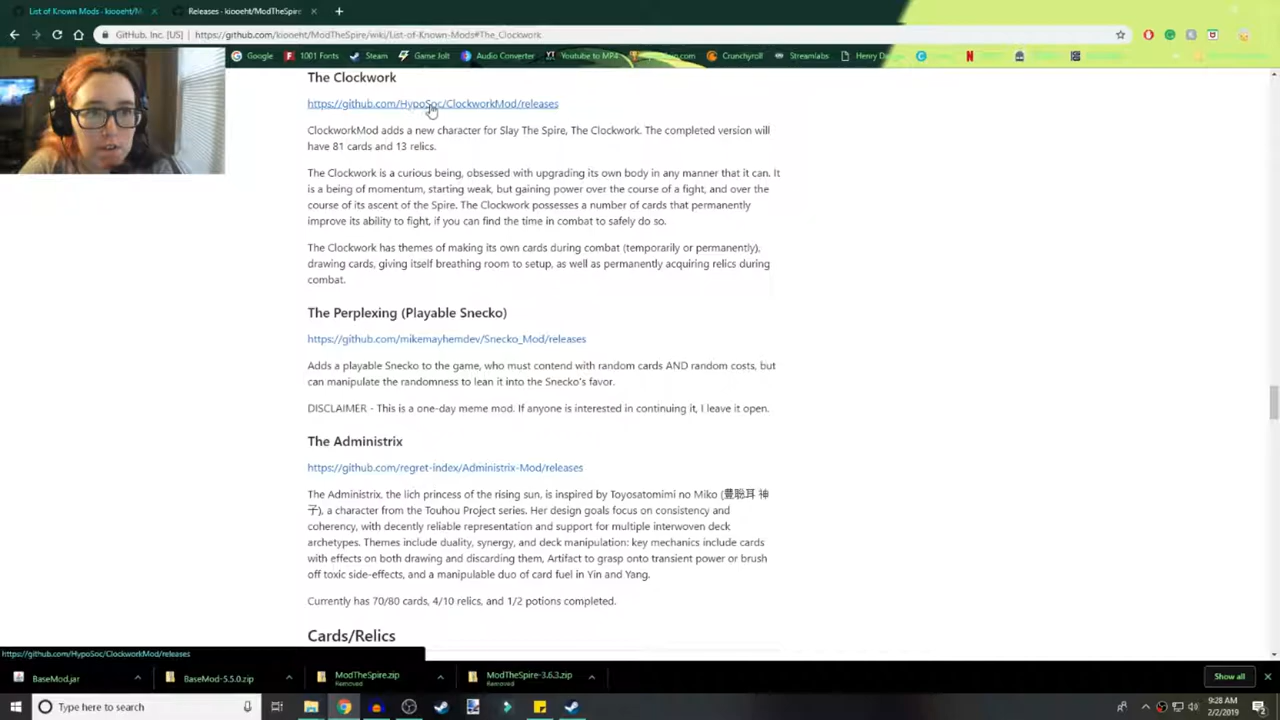 List of Known Mods - kiooeht/M
Releases - kiooeht/ModTheSpire
GitHub, Inc. [US]
https://github.com/kiooeht/ModTheSpire/wiki/List-of-Known-Mods#The_Clockwork
Google
1001 Fonts
Steam
Game Jolt
Audio Converter
Youtube to MP4
Crunchyroll
Streamlabs
Henry Da
The Clockwork
https://github.com/HypoSoc/ClockworkMod/releases
ClockworkMod adds a new character for Slay The Spire, The Clockwork. The completed version will
have 81 cards and 13 relics.
The Clockwork is a curious being, obsessed with upgrading its own body in any manner that it can. It
is a being of momentum, starting weak, but gaining power over the course of a fight, and over the
course of its ascent of the Spire. The Clockwork possesses a number of cards that permanently
improve its ability to fight, if you can find the time in combat to safely do so.
The Clockwork has themes of making its own cards during combat (temporarily or permanently),
drawing cards, giving itself breathing room to setup, as well as permanently acquiring relics during
combat.
The Perplexing (Playable Snecko)
https://github.com/mikemayhemdev/Snecko_Mod/releases
Adds a playable Snecko to the game, who must contend with random cards AND random costs, but
can manipulate the randomness to lean it into the Snecko's favor.
DISCLAIMER - This is a one-day meme mod. If anyone is interested in continuing it, I leave it open.
The Administrix
https://github.com/regret-index/Administrix-Mod/releases
The Administrix, the lich princess of the rising sun, is inspired by Toyosatomimi no Miko (豊聡耳 神
子), a character from the Touhou Project series. Her design goals focus on consistency and
coherency, with decently reliable representation and support for multiple interwoven deck
archetypes. Themes include duality, synergy, and deck manipulation: key mechanics include cards
with effects on both drawing and discarding them, Artifact to grasp onto transient power or brush
off toxic side-effects, and a manipulable duo of card fuel in Yin and Yang.
Currently has 70/80 cards, 4/10 relics, and 1/2 potions completed.
Cards/Relics
https://github.com/HypoSoc/ClockworkMod/releases
BaseMod.jar
BaseMod-5.5.0.zip
ModTheSpire.zip
Removed
ModTheSpire-3.6.3.zip
Removed
Show all
Type here to search
9:28 AM
2/2/2019